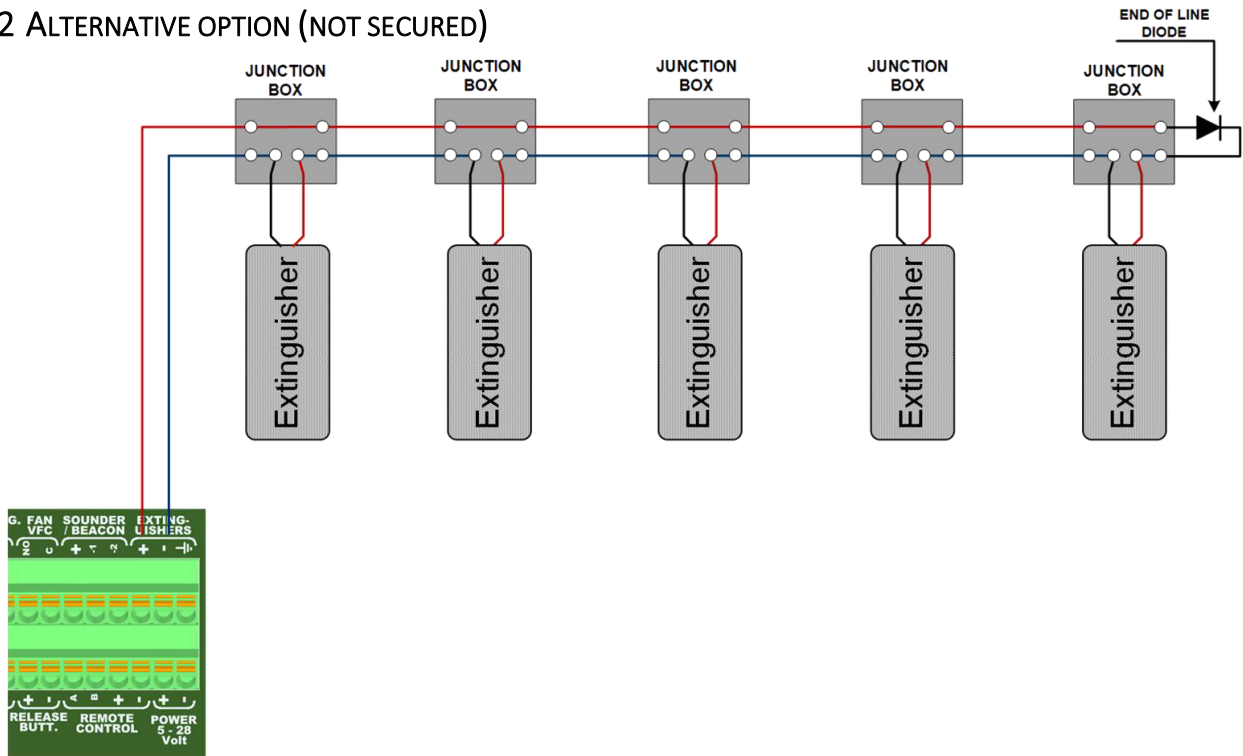 2 ALTERNATIVE OPTION (NOT SECURED)
END OF LINE
DIODE
JUNCTION
BOX
JUNCTION
BOX
JUNCTION
BOX
JUNCTION
BOX
JUNCTION
BOX
Extinguisher
Extinguisher
Extinguisher
Extinguisher
Extinguisher
G. FAN SOUNDER EXTING-
VFC / BEACON UISHERS
NO C + -1 -2 + -
+ - A B + - + -
RELEASE REMOTE POWER
BUTT. CONTROL 5 - 28
Volt